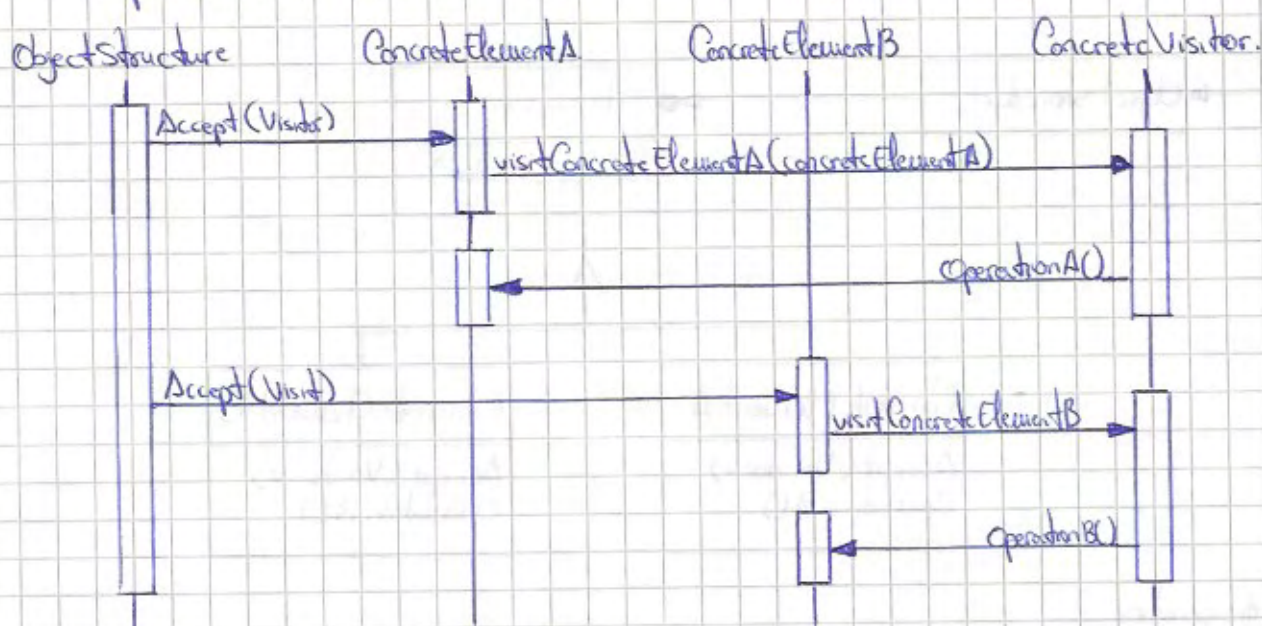 ObjectStructure ConcreteElementA. ConcreteElementB ConcreteVisitor.
Accept(Visitor)
visitConcreteElementA(concreteElementA)
OperationA()
Accept(Visit)
visitConcreteElementB
OperationB()